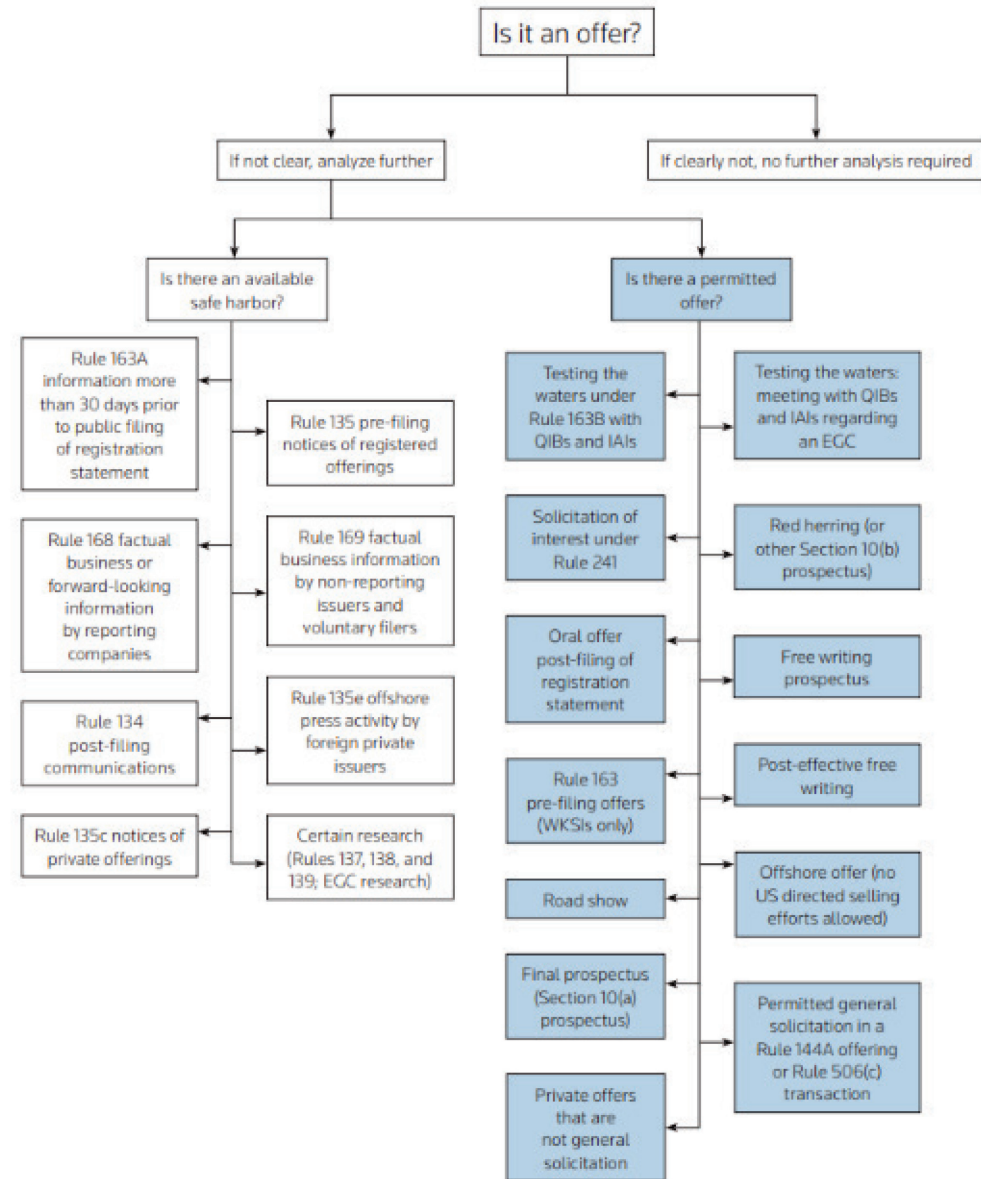 Is it an offer?
If not clear, analyze further
If clearly not, no further analysis required
Is there an available
safe harbor?
Rule 163A
information more
than 30 days prior
to public filing
of registration
statement
Rule 135 pre-filing
notices of registered
offerings
Rule 168 factual
business or
forward-looking
information
by reporting
companies
Rule 169 factual
business information
by non-reporting
issuers and
voluntary filers
Rule 134
post-filing
communications
Rule 135e offshore
press activity by
foreign private
issuers
Rule 135c notices of
private offerings
Certain research
(Rules 137, 138, and
139; EGC research)
Is there a permitted
offer?
Testing the
waters under
Rule 163B with
QIBs and IAIs
Testing the waters:
meeting with QIBs
and IAIs regarding
an EGC
Solicitation of
interest under
Rule 241
Red herring (or
other Section 10(b)
prospectus)
Oral offer
post-filing of
registration
statement
Free writing
prospectus
Rule 163
pre-filing offers
(WKSIs only)
Post-effective free
writing
Road show
Offshore offer (no
US directed selling
efforts allowed)
Final prospectus
(Section 10(a)
prospectus)
Permitted general
solicitation in a
Rule 144A offering
or Rule 506(c)
transaction
Private offers
that are
not general
solicitation